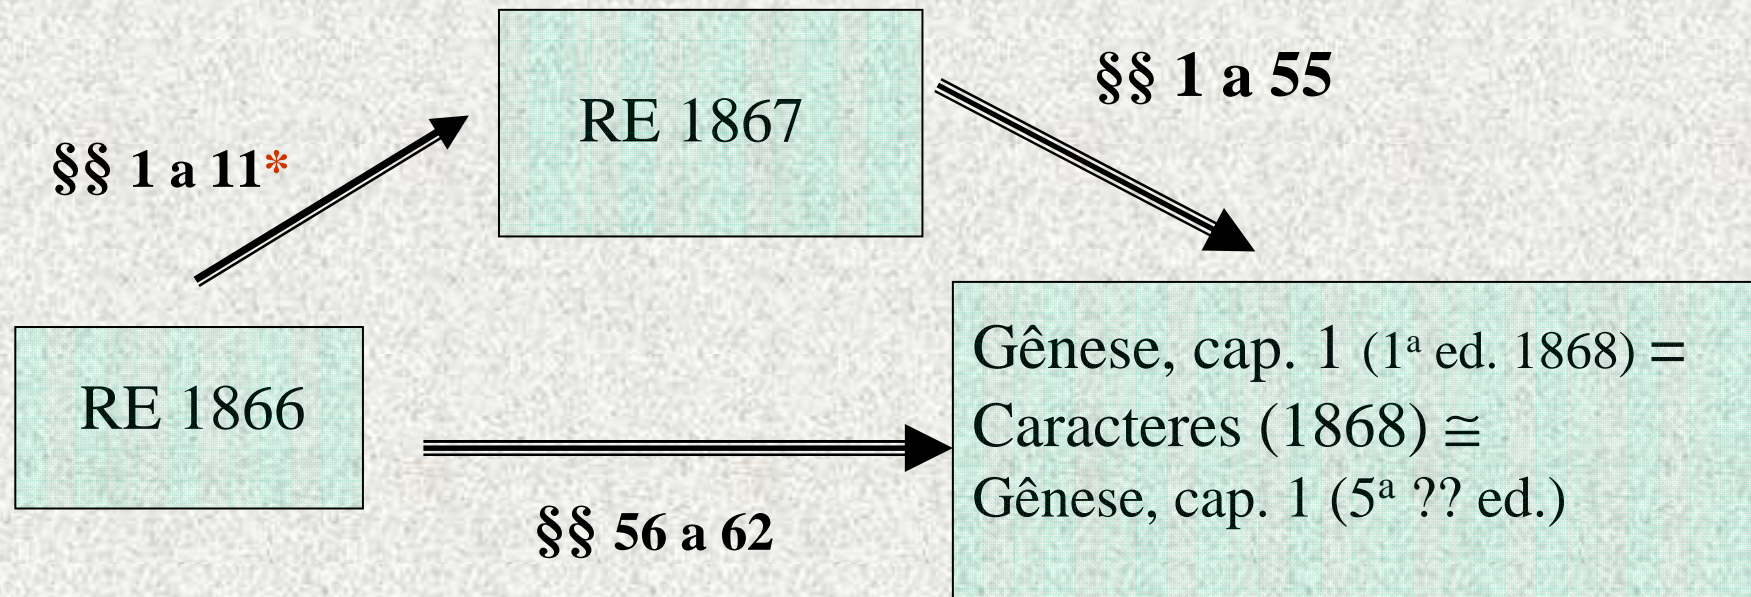 RE 1867
§§ 1 a 55
§§ 1 a 11*
RE 1866
Gênese, cap. 1 (1ª ed. 1868) =
Caracteres (1868) ≅
Gênese, cap. 1 (5ª ?? ed.)
§§ 56 a 62